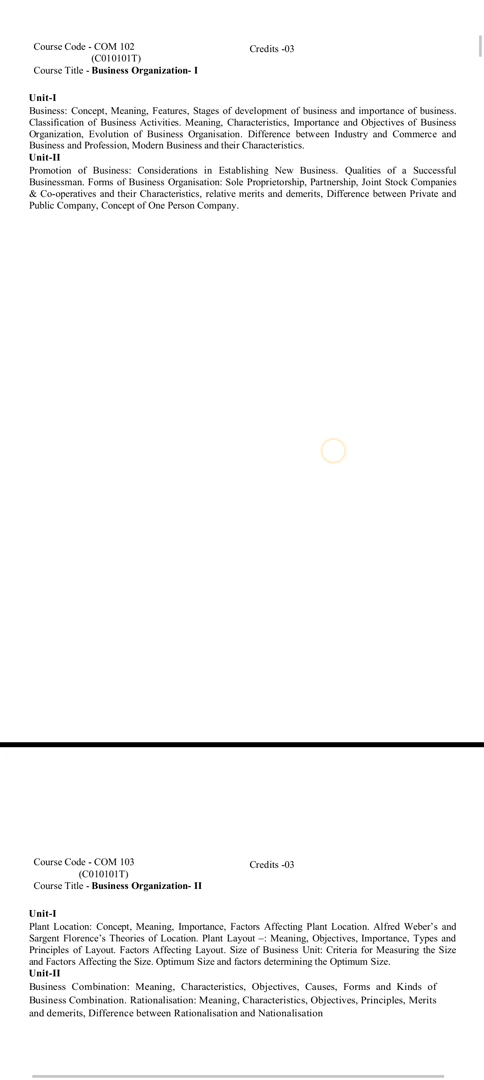 Course Code - COM 102 Credits -03
(C010101T)
Course Title - Business Organization- I
Unit-I
Business: Concept, Meaning, Features, Stages of development of business and importance of business.
Classification of Business Activities. Meaning, Characteristics, Importance and Objectives of Business
Organization, Evolution of Business Organisation. Difference between Industry and Commerce and
Business and Profession, Modern Business and their Characteristics.
Unit-II
Promotion of Business: Considerations in Establishing New Business. Qualities of a Successful
Businessman. Forms of Business Organisation: Sole Proprietorship, Partnership, Joint Stock Companies
& Co-operatives and their Characteristics, relative merits and demerits, Difference between Private and
Public Company, Concept of One Person Company.
Course Code - COM 103 Credits -03
(C010101T)
Course Title - Business Organization- II
Unit-I
Plant Location: Concept, Meaning, Importance, Factors Affecting Plant Location. Alfred Weber's and
Sargent Florence's Theories of Location. Plant Layout –: Meaning, Objectives, Importance, Types and
Principles of Layout. Factors Affecting Layout. Size of Business Unit: Criteria for Measuring the Size
and Factors Affecting the Size. Optimum Size and factors determining the Optimum Size.
Unit-II
Business Combination: Meaning, Characteristics, Objectives, Causes, Forms and Kinds of
Business Combination. Rationalisation: Meaning, Characteristics, Objectives, Principles, Merits
and demerits, Difference between Rationalisation and Nationalisation